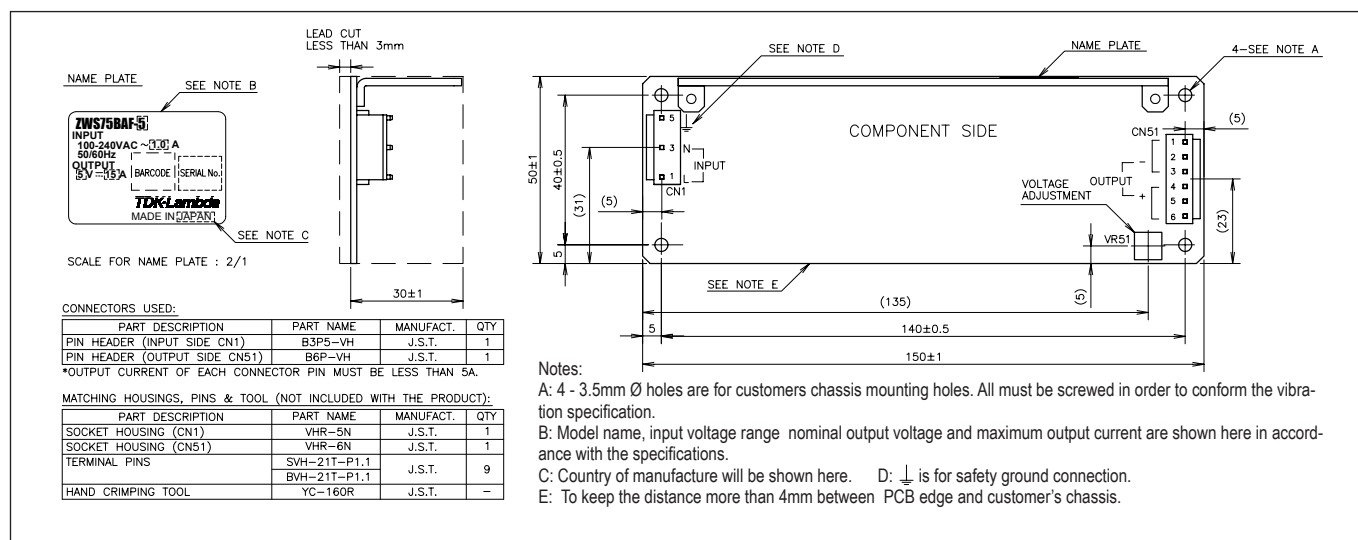 LEAD CUT
LESS THAN 3mm
NAME PLATE
SEE NOTE B
ZWS75BAF-5
INPUT
100-240VAC ~ 1.0 A
50/60Hz
OUTPUT
5 V ⎓ 15 A
BARCODE
SERIAL No.
TDK-Lambda
MADE IN JAPAN
SEE NOTE C
SCALE FOR NAME PLATE : 2/1
30±1
SEE NOTE D
NAME PLATE
4-SEE NOTE A
50±1
40±0.5
(31)
(5)
5
5
3
1
N
L
INPUT
CN1
COMPONENT SIDE
CN51
(5)
1
2
3
4
5
6
-
OUTPUT
+
VOLTAGE
ADJUSTMENT
VR51
(23)
(5)
SEE NOTE E
(135)
5
140±0.5
150±1
CONNECTORS USED:
PART DESCRIPTION PART NAME MANUFACT. QTY
PIN HEADER (INPUT SIDE CN1) B3P5-VH J.S.T. 1
PIN HEADER (OUTPUT SIDE CN51) B6P-VH J.S.T. 1
*OUTPUT CURRENT OF EACH CONNECTOR PIN MUST BE LESS THAN 5A.
MATCHING HOUSINGS, PINS & TOOL (NOT INCLUDED WITH THE PRODUCT):
PART DESCRIPTION PART NAME MANUFACT. QTY
SOCKET HOUSING (CN1) VHR-5N J.S.T. 1
SOCKET HOUSING (CN51) VHR-6N J.S.T. 1
TERMINAL PINS SVH-21T-P1.1 J.S.T. 9
BVH-21T-P1.1
HAND CRIMPING TOOL YC-160R J.S.T. -
Notes:
A: 4 - 3.5mm Ø holes are for customers chassis mounting holes. All must be screwed in order to conform the vibra-
tion specification.
B: Model name, input voltage range nominal output voltage and maximum output current are shown here in accord-
ance with the specifications.
C: Country of manufacture will be shown here. D: ⏚ is for safety ground connection.
E: To keep the distance more than 4mm between PCB edge and customer's chassis.